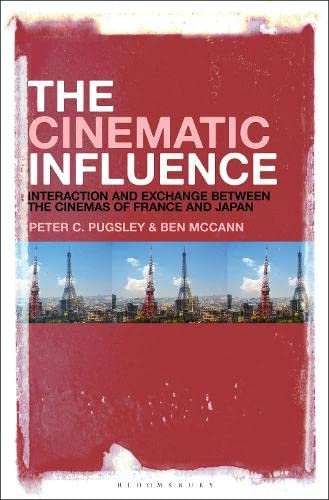 THE
CINEMATIC
INFLUENCE
INTERACTION AND EXCHANGE BETWEEN
THE CINEMAS OF FRANCE AND JAPAN
PETER C. PUGSLEY & BEN MCCANN
BLOOMSBURY